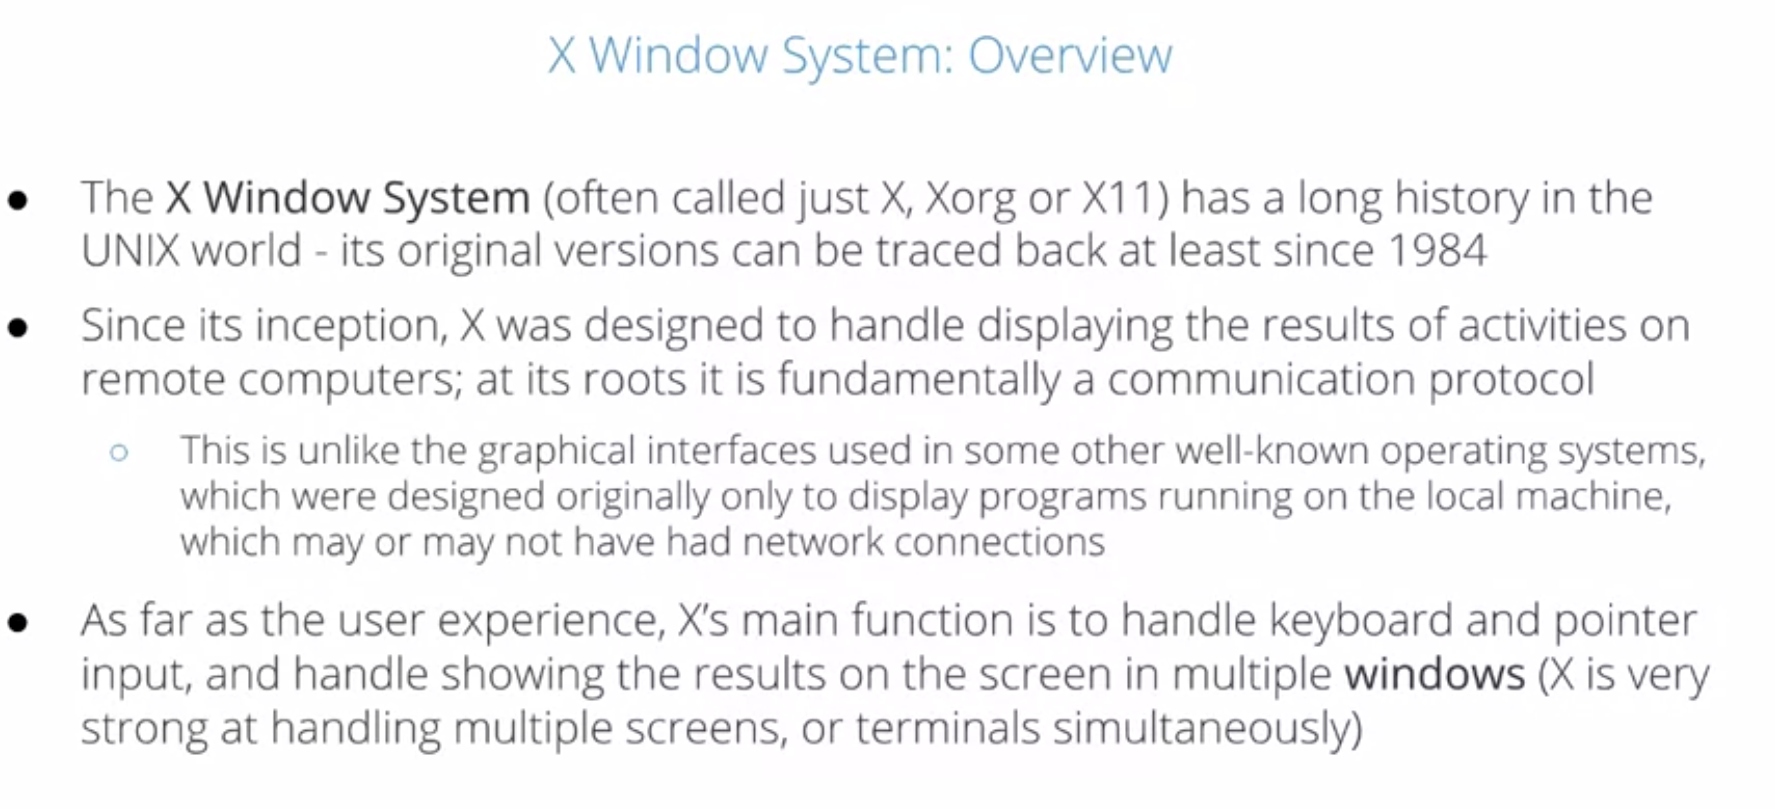 X Window System: Overview
● The X Window System (often called just X, Xorg or X11) has a long history in the
UNIX world - its original versions can be traced back at least since 1984
● Since its inception, X was designed to handle displaying the results of activities on
remote computers; at its roots it is fundamentally a communication protocol
○ This is unlike the graphical interfaces used in some other well-known operating systems,
which were designed originally only to display programs running on the local machine,
which may or may not have had network connections
● As far as the user experience, X’s main function is to handle keyboard and pointer
input, and handle showing the results on the screen in multiple windows (X is very
strong at handling multiple screens, or terminals simultaneously)